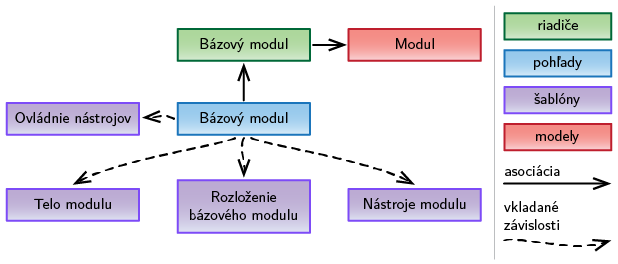 Bázový modul
Modul
Ovládnie nástrojov
Bázový modul
Telo modulu
Rozloženie
bázového modulu
Nástroje modulu
riadiče
pohľady
šablóny
modely
asociácia
vkladané
závislosti